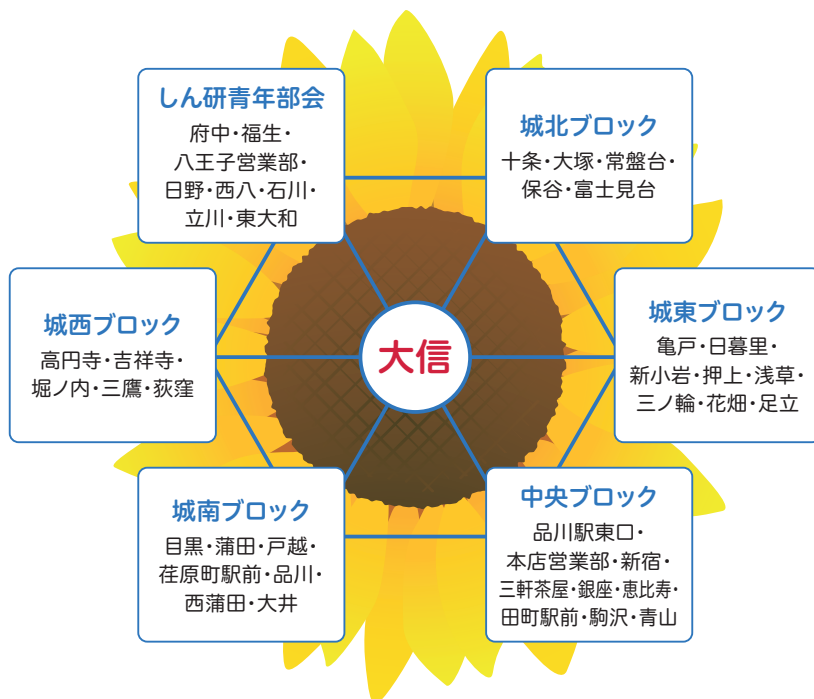 しん研青年部会
府中・福生・
八王子営業部・
日野・西八・石川・
立川・東大和
城北ブロック
十条・大塚・常盤台・
保谷・富士見台
城西ブロック
高円寺・吉祥寺・
堀ノ内・三鷹・荻窪
大信
城東ブロック
亀戸・日暮里・
新小岩・押上・浅草・
三ノ輪・花畑・足立
城南ブロック
目黒・蒲田・戸越・
荏原町駅前・品川・
西蒲田・大井
中央ブロック
品川駅東口・
本店営業部・新宿・
三軒茶屋・銀座・恵比寿・
田町駅前・駒沢・青山